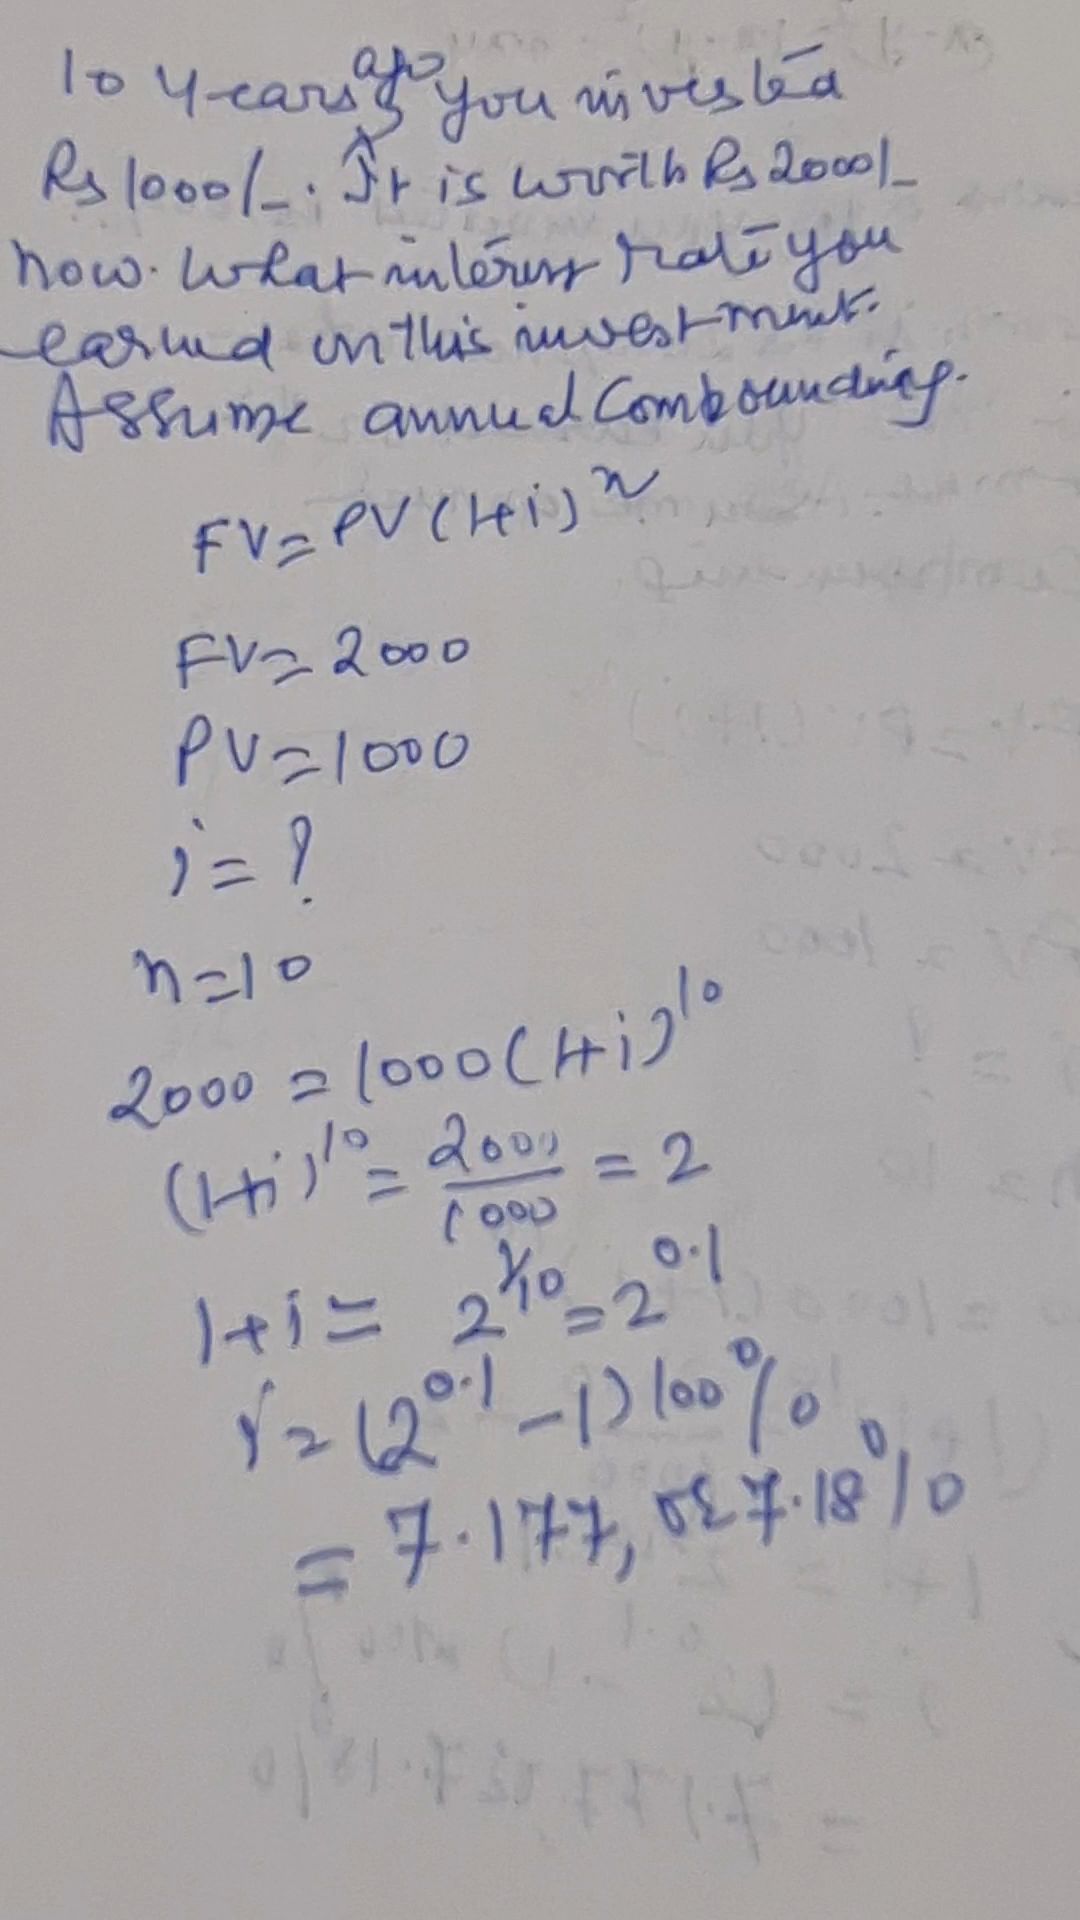 10 years ago you invested
Rs 1000/-. It is worth Rs 2000/-
now. What interest rate you
earned on this investment.
Assume annual Compounding.
FV = PV (1+i)^n
FV = 2000
PV = 1000
i = ?
n = 10
2000 = 1000 (1+i)^10
(1+i)^10 = 2000/1000 = 2
1+i = 2^1/10 = 2^0.1
r = (2^0.1 - 1) 100%
= 7.177, or 7.18%